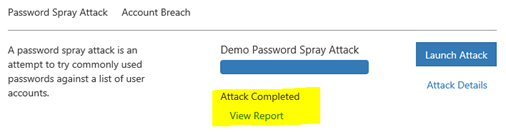 Password Spray Attack Account Breach
A password spray attack is an
attempt to try commonly used
passwords against a list of user
accounts.
Demo Password Spray Attack
Attack Completed
View Report
Launch Attack
Attack Details